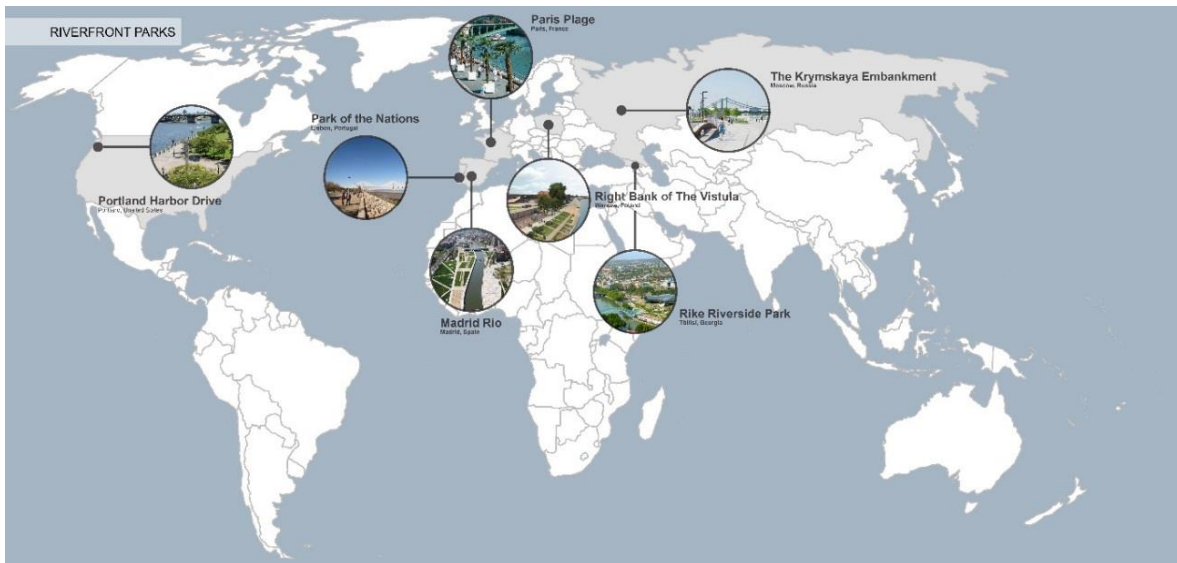 RIVERFRONT PARKS
Paris Plage
Paris, France
The Krymskaya Embankment
Moscow, Russia
Park of the Nations
Lisbon, Portugal
Portland Harbor Drive
Portland, United States
Right Bank of The Vistula
Warsaw, Poland
Madrid Rio
Madrid, Spain
Rike Riverside Park
Tbilisi, Georgia